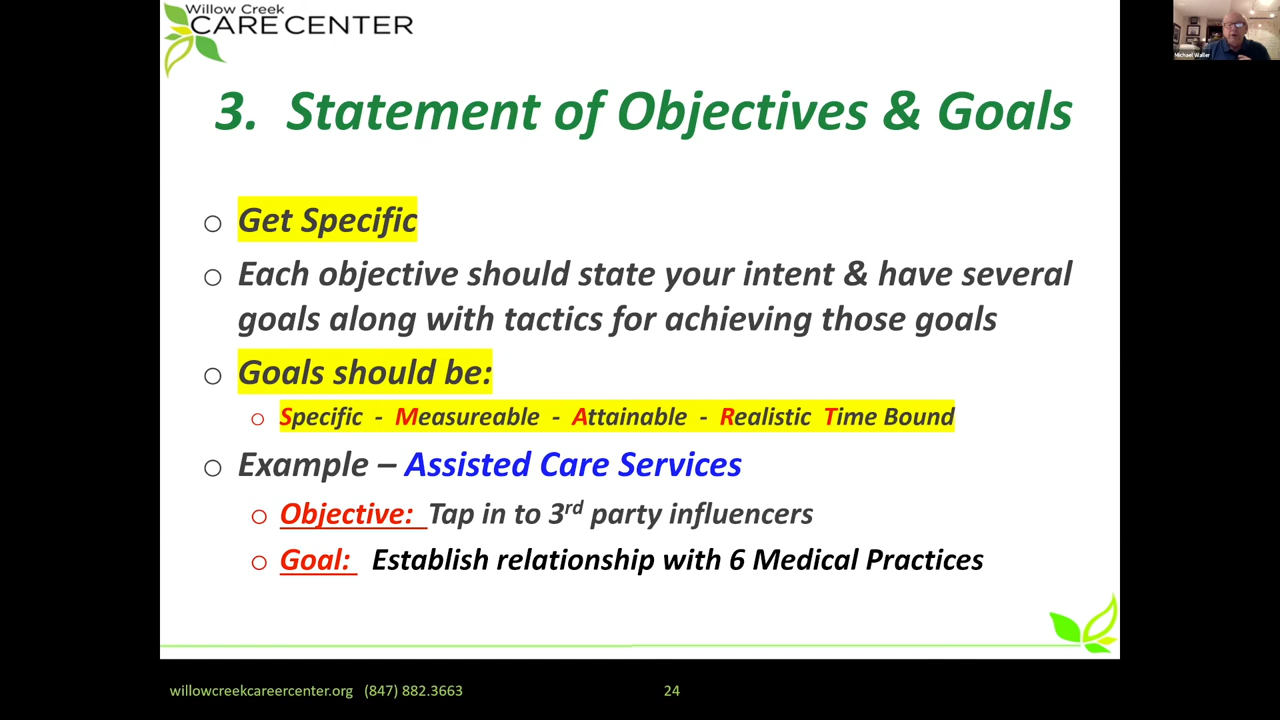 Willow Creek
CARE CENTER
Michael Waller
3. Statement of Objectives & Goals
o Get Specific
o Each objective should state your intent & have several
goals along with tactics for achieving those goals
o Goals should be:
o Specific - Measureable - Attainable - Realistic Time Bound
o Example – Assisted Care Services
o Objective: Tap in to 3rd party influencers
o Goal: Establish relationship with 6 Medical Practices
willowcreekcareercenter.org (847) 882.3663
24